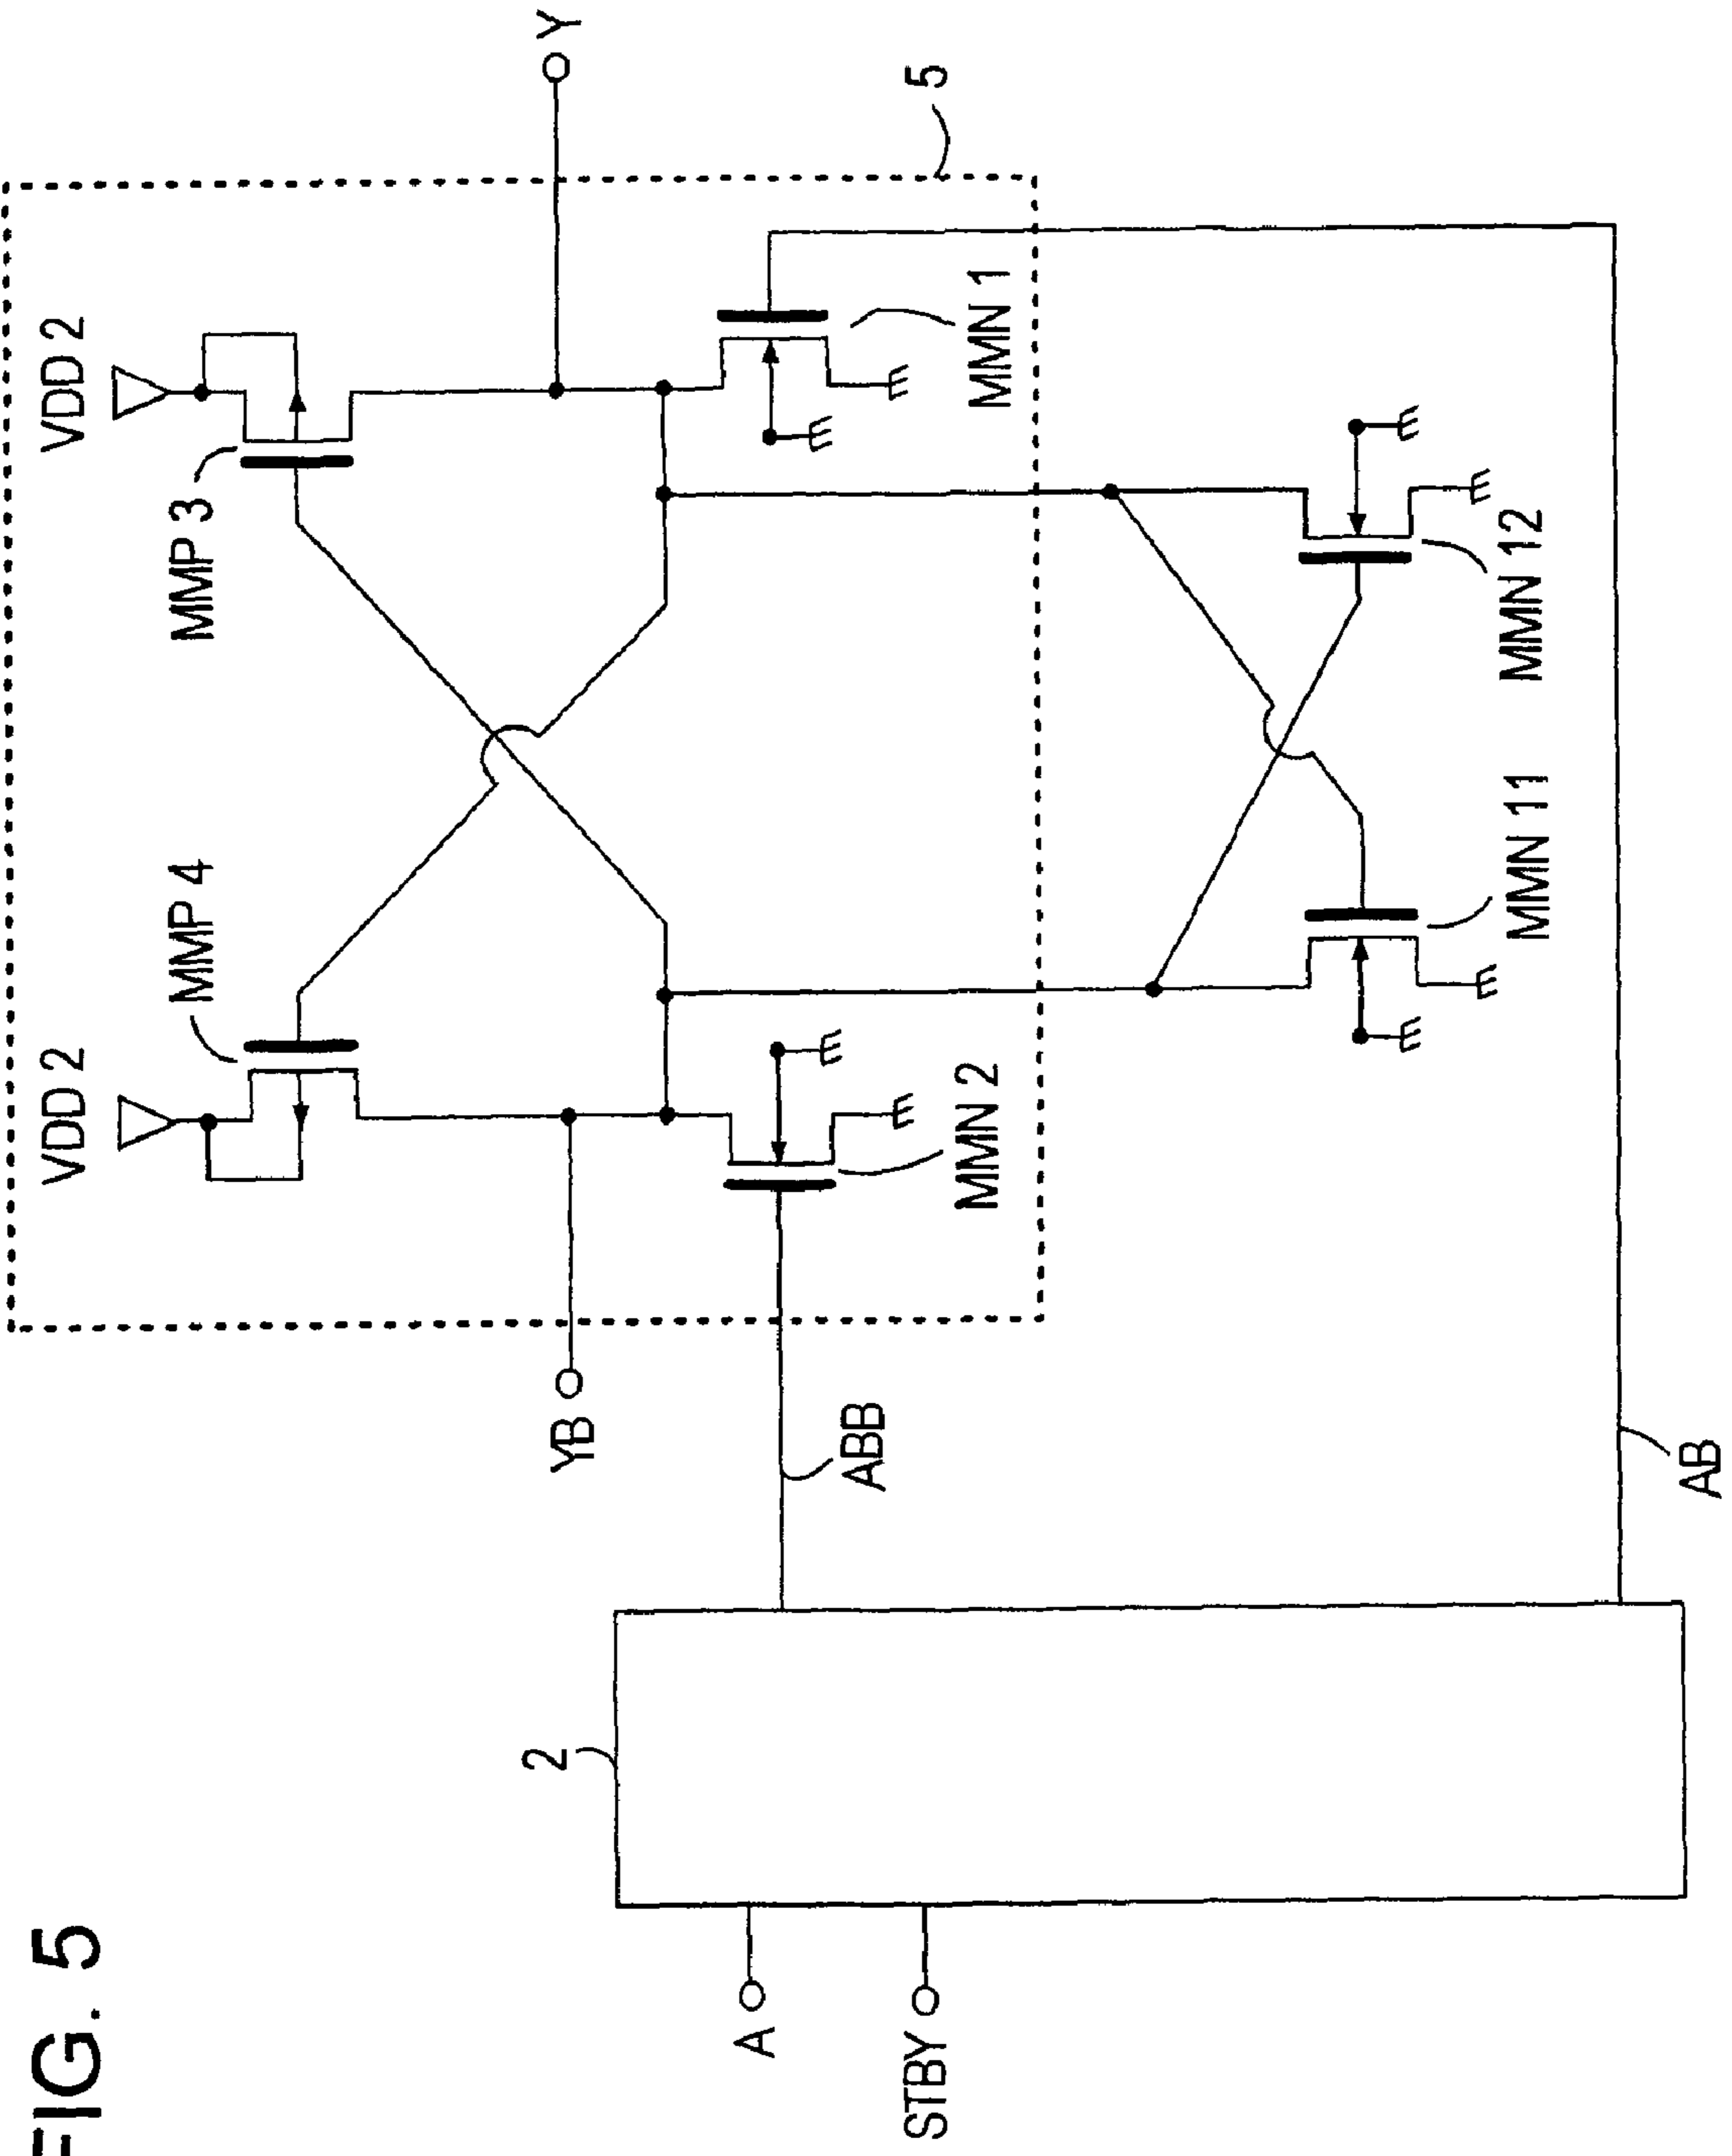 FIG. 5
VDD 2
VDD 2
MMP 4
MMP 3
YB
Y
2
A
STBY
ABB
MMN 2
MMN 1
5
MMN 11
MMN 12
AB